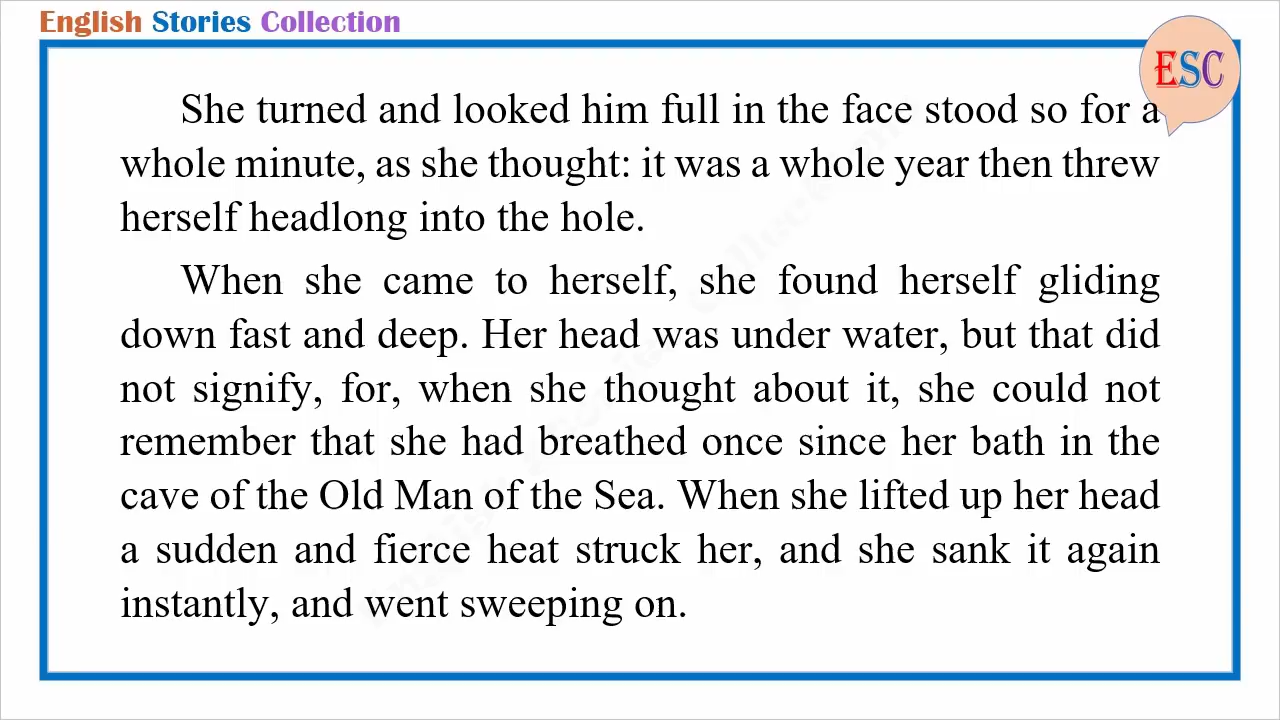 English Stories Collection
ESC
She turned and looked him full in the face stood so for a
whole minute, as she thought: it was a whole year then threw
herself headlong into the hole.
When she came to herself, she found herself gliding
down fast and deep. Her head was under water, but that did
not signify, for, when she thought about it, she could not
remember that she had breathed once since her bath in the
cave of the Old Man of the Sea. When she lifted up her head
a sudden and fierce heat struck her, and she sank it again
instantly, and went sweeping on.